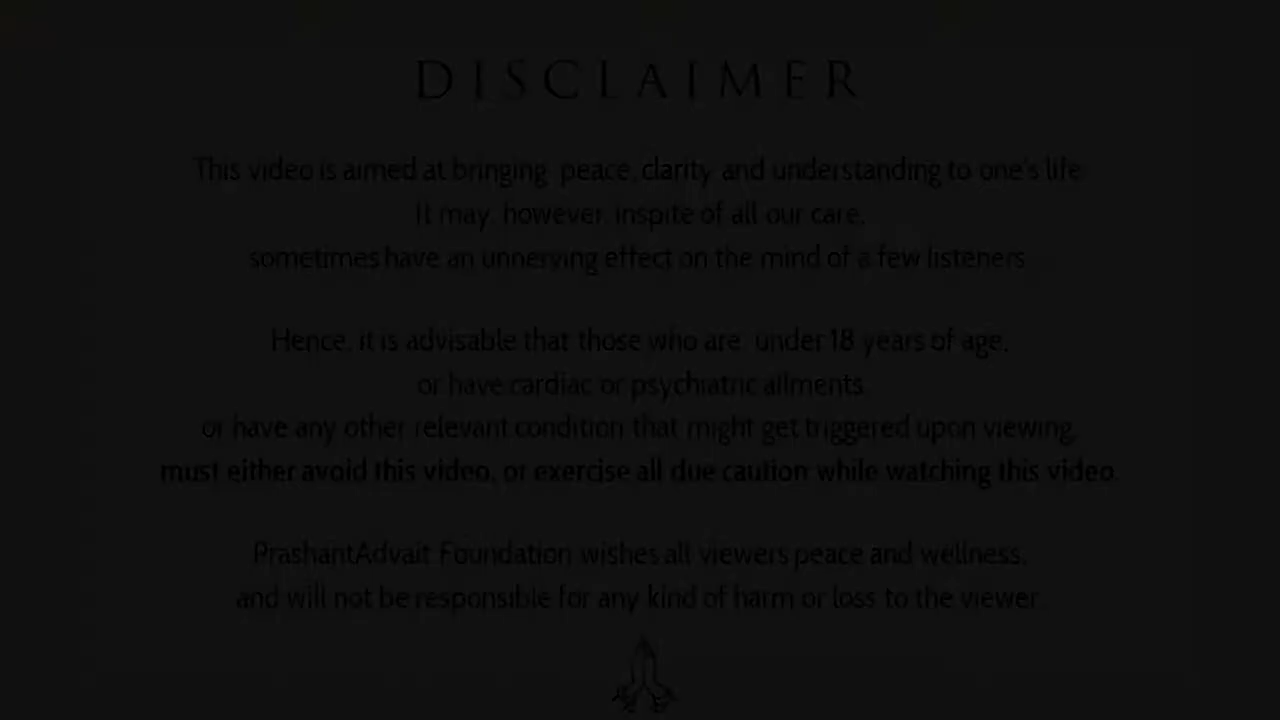 DISCLAIMER
This video is aimed at bringing peace, clarity and understanding to one's life.
It may, however, inspite of all our care,
sometimes have an unnerving effect on the mind of a few listeners.
Hence, it is advisable that those who are, under 18 years of age,
or have cardiac or psychiatric ailments
or have any other relevant condition that might get triggered upon viewing,
must either avoid this video, or exercise all due caution while watching this video.
PrashantAdvait Foundation wishes all viewers peace and wellness,
and will not be responsible for any kind of harm or loss to the viewer.